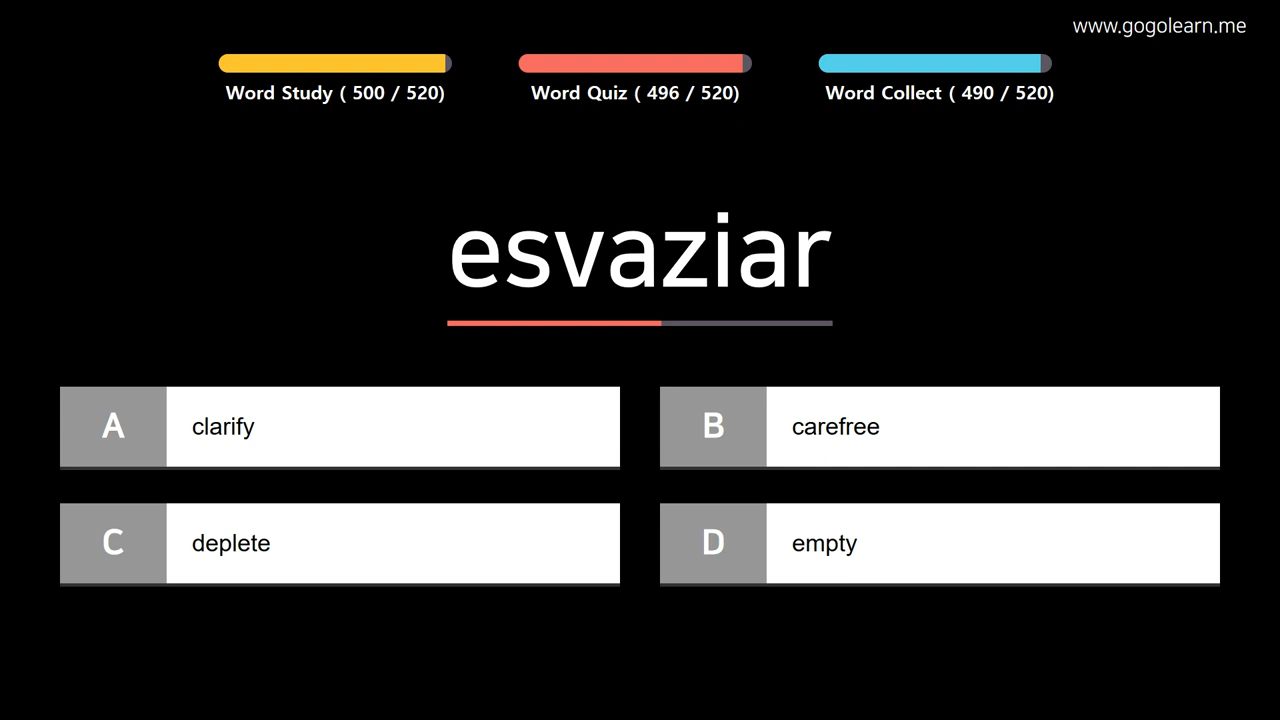 www.gogolearn.me
Word Study ( 500 / 520)
Word Quiz ( 496 / 520)
Word Collect ( 490 / 520)
esvaziar
A clarify
B carefree
C deplete
D empty